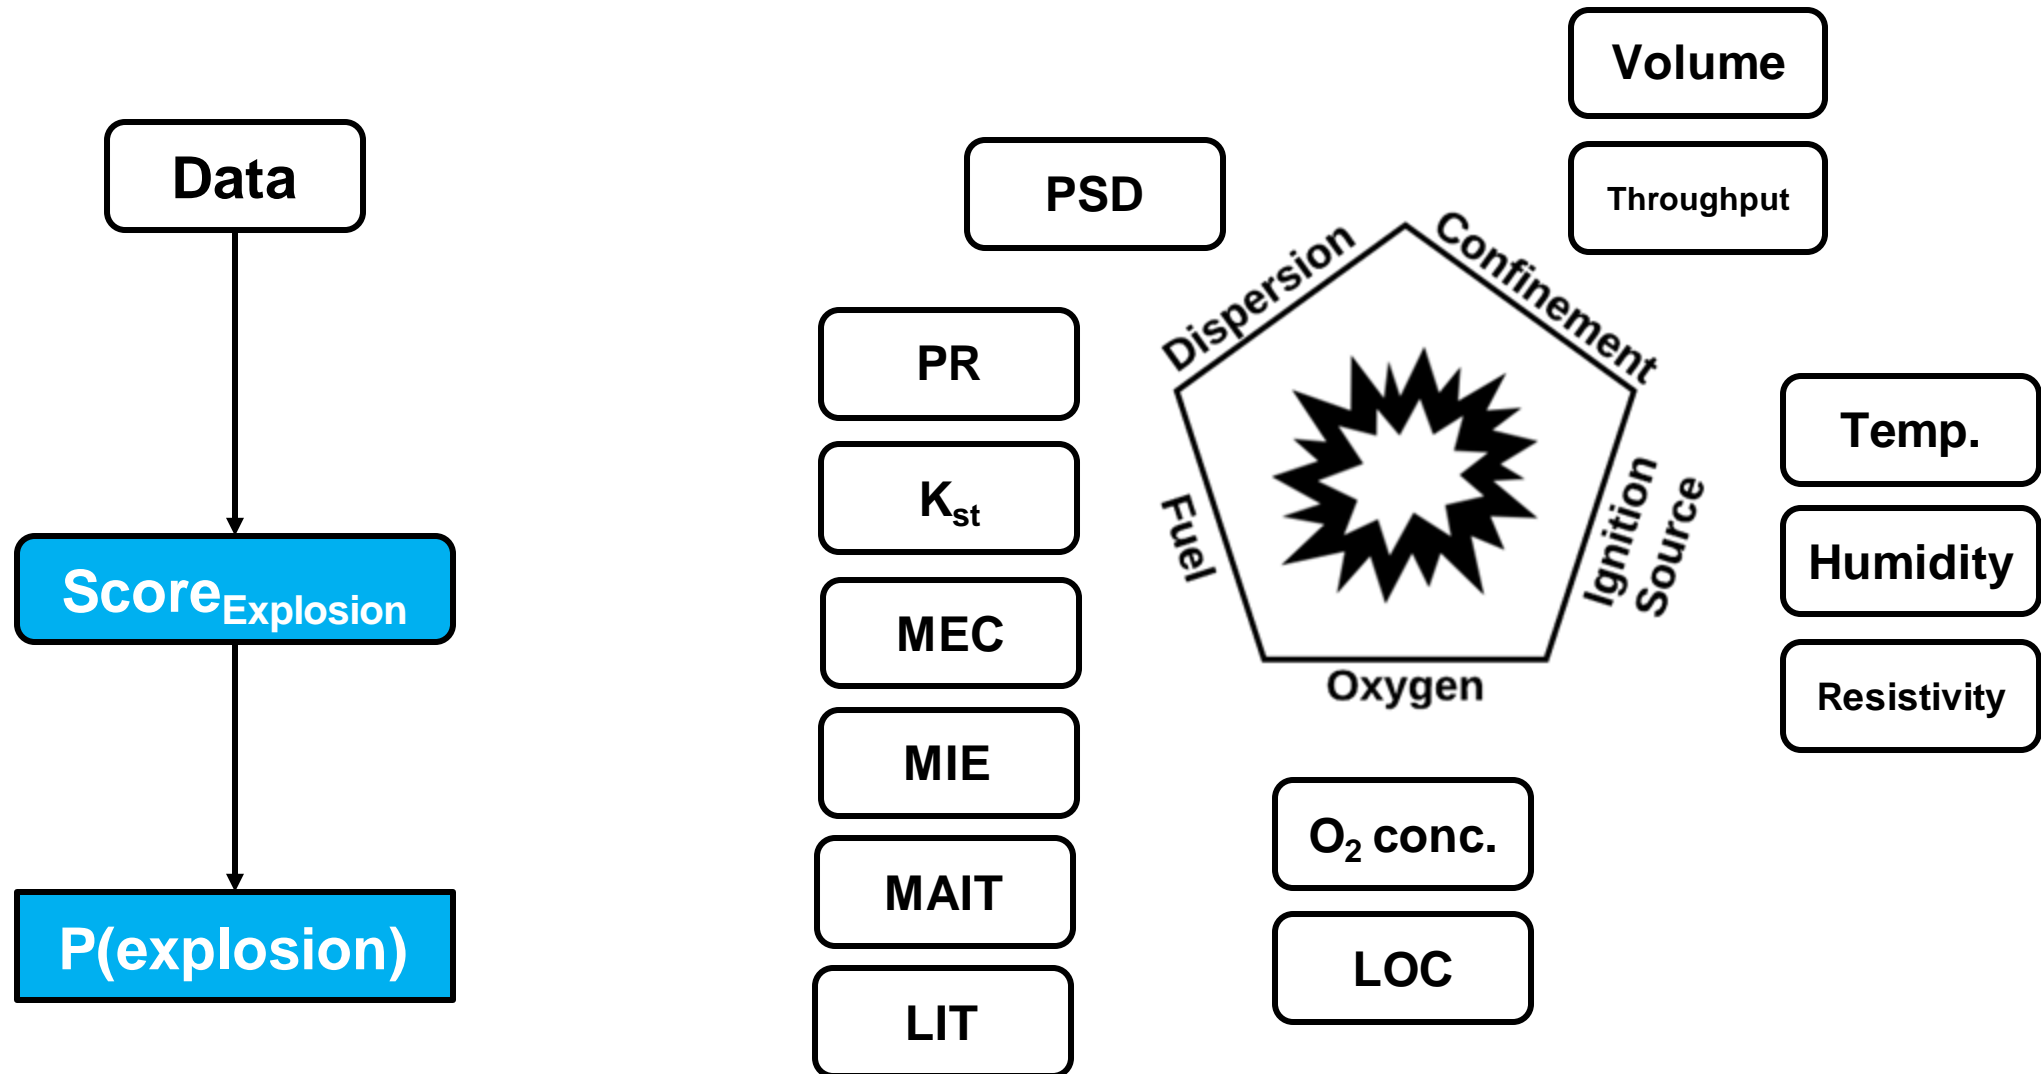 Data
Score_Explosion
P(explosion)
PSD
PR
K_st
MEC
MIE
MAIT
LIT
Volume
Throughput
Dispersion
Confinement
Fuel
Ignition
Source
Oxygen
Temp.
Humidity
Resistivity
O₂ conc.
LOC